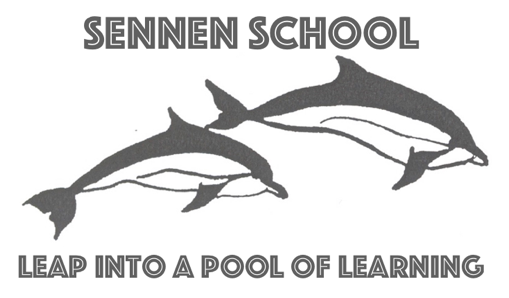 SENNEN SCHOOL
LEAP INTO A POOL OF LEARNING